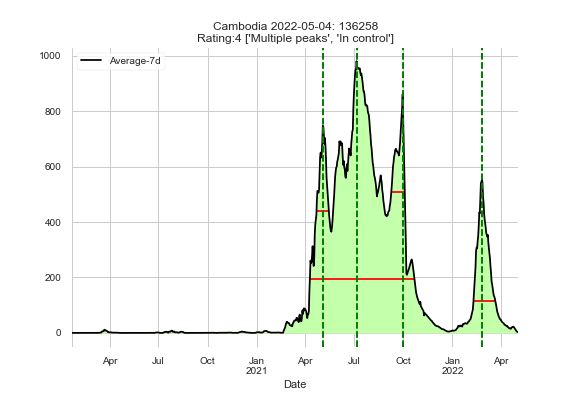 Cambodia 2022-05-04: 136258
Rating:4 ['Multiple peaks', 'In control']
Average-7d
1000
800
600
400
200
0
Apr Jul Oct Jan Apr Jul Oct Jan Apr
2021 2022
Date